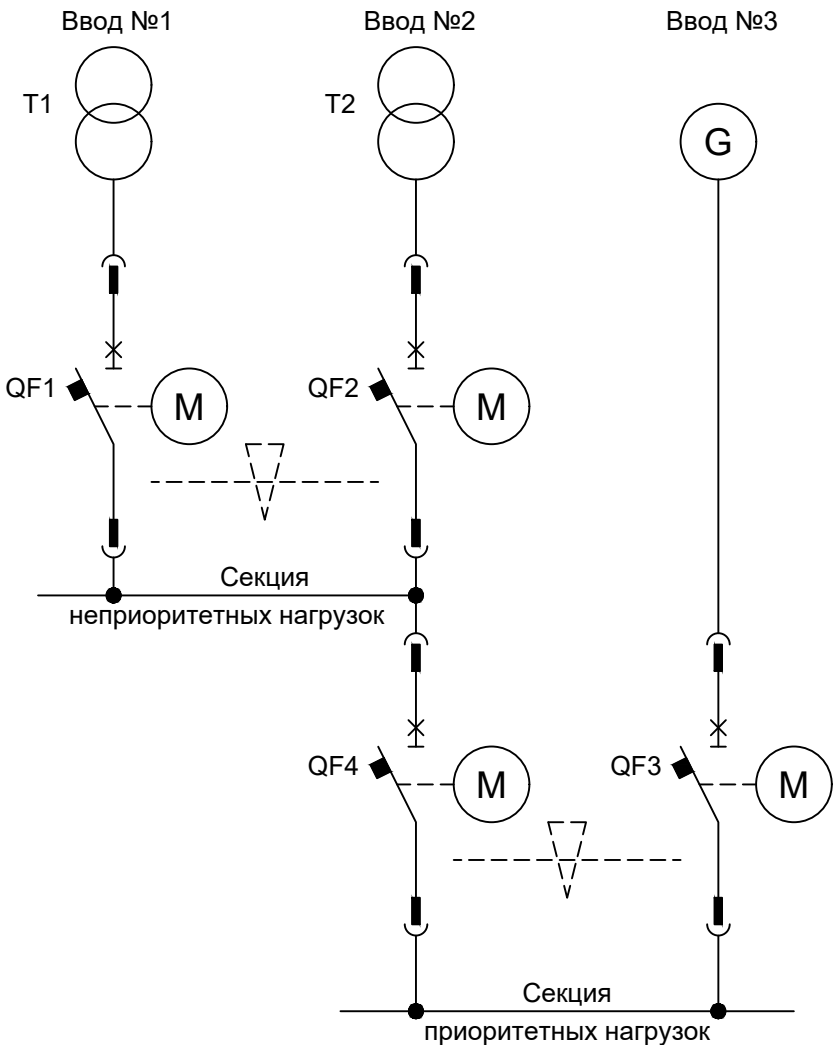 Ввод №1
Ввод №2
Ввод №3
T1
T2
G
QF1
M
QF2
M
Секция
неприоритетных нагрузок
QF4
M
QF3
M
Секция
приоритетных нагрузок